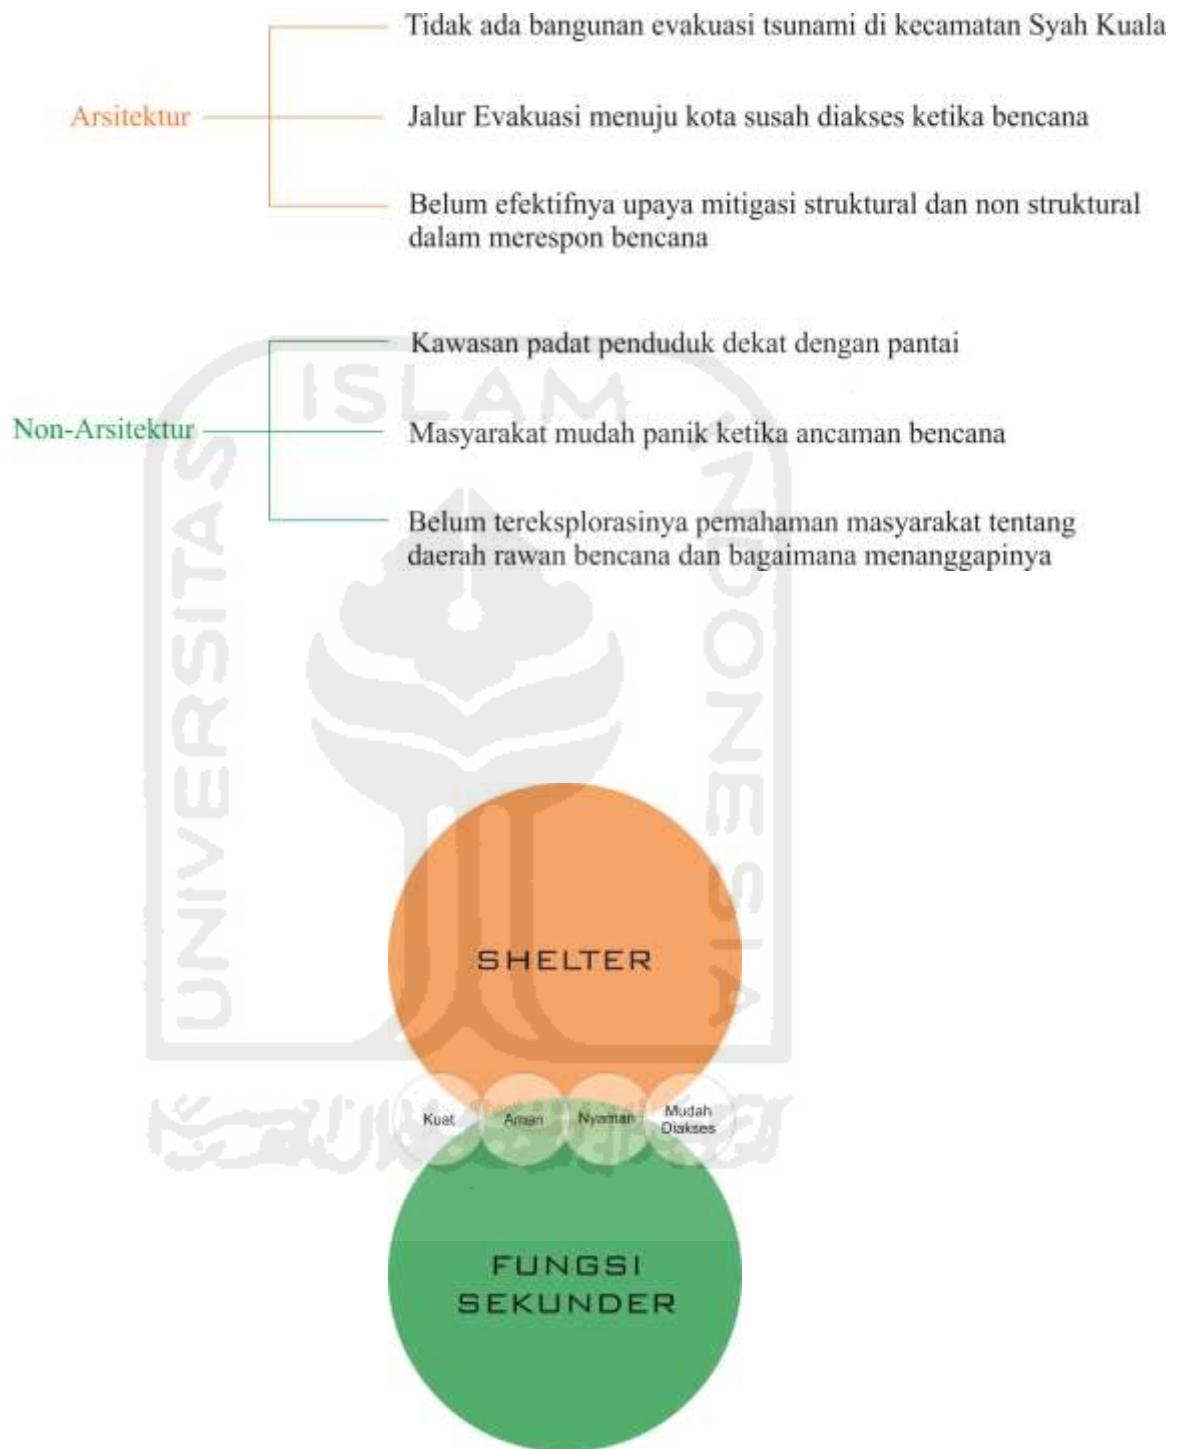 Tidak ada bangunan evakuasi tsunami di kecamatan Syah Kuala
Arsitektur
Jalur Evakuasi menuju kota susah diakses ketika bencana
Belum efektifnya upaya mitigasi struktural dan non struktural
dalam merespon bencana
Kawasan padat penduduk dekat dengan pantai
Non-Arsitektur
Masyarakat mudah panik ketika ancaman bencana
Belum tereksplorasinya pemahaman masyarakat tentang
daerah rawan bencana dan bagaimana menanggapinya
UNIVERSITAS
ISLAM
INDONESIA
SHELTER
Kuat
Aman
Nyaman
Mudah
Diakses
FUNGSI
SEKUNDER